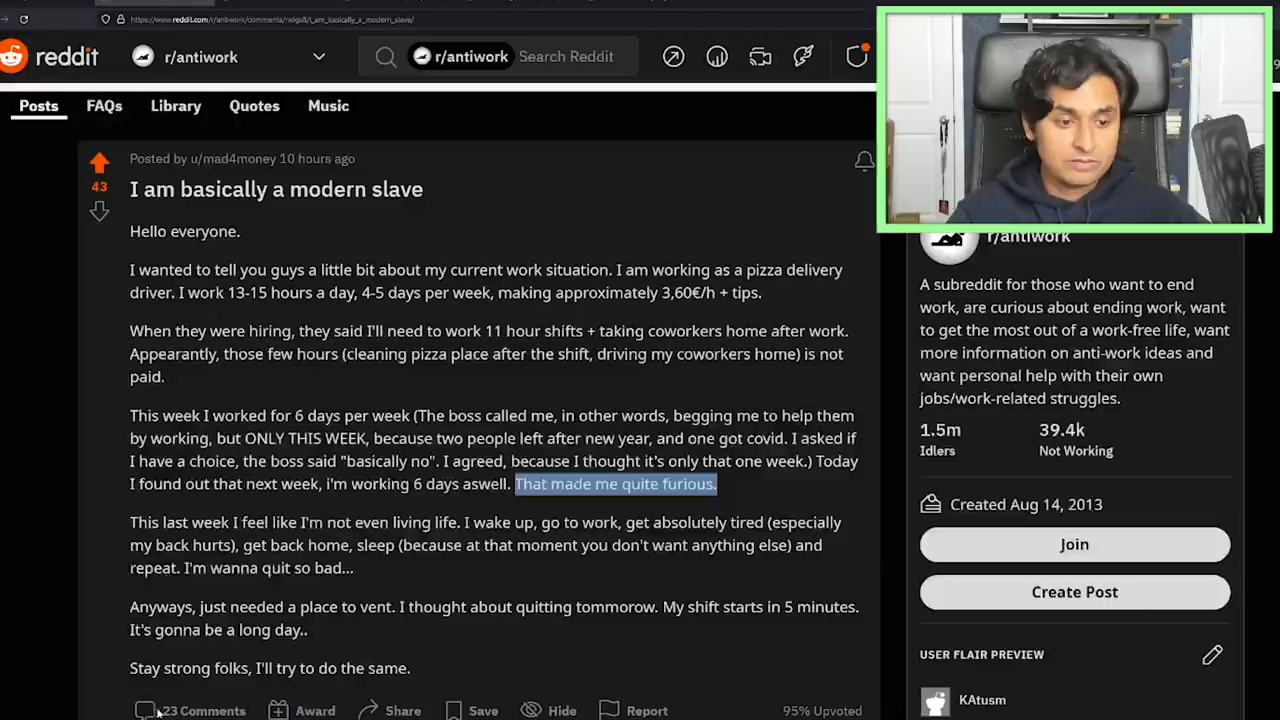 https://www.reddit.com/r/antiwork/comments/rwlgs8/i_am_basically_a_modern_slave/
reddit
r/antiwork
r/antiwork Search Reddit
Posts FAQs Library Quotes Music
Posted by u/mad4money 10 hours ago
43
I am basically a modern slave
Hello everyone.
I wanted to tell you guys a little bit about my current work situation. I am working as a pizza delivery
driver. I work 13-15 hours a day, 4-5 days per week, making approximately 3,60€/h + tips.
When they were hiring, they said I'll need to work 11 hour shifts + taking coworkers home after work.
Appearantly, those few hours (cleaning pizza place after the shift, driving my coworkers home) is not
paid.
This week I worked for 6 days per week (The boss called me, in other words, begging me to help them
by working, but ONLY THIS WEEK, because two people left after new year, and one got covid. I asked if
I have a choice, the boss said "basically no". I agreed, because I thought it's only that one week.) Today
I found out that next week, i'm working 6 days aswell. That made me quite furious.
This last week I feel like I'm not even living life. I wake up, go to work, get absolutely tired (especially
my back hurts), get back home, sleep (because at that moment you don't want anything else) and
repeat. I'm wanna quit so bad...
Anyways, just needed a place to vent. I thought about quitting tommorow. My shift starts in 5 minutes.
It's gonna be a long day..
Stay strong folks, I'll try to do the same.
23 Comments Award Share Save Hide Report 95% Upvoted
r/antiwork
A subreddit for those who want to end
work, are curious about ending work, want
to get the most out of a work-free life, want
more information on anti-work ideas and
want personal help with their own
jobs/work-related struggles.
1.5m 39.4k
Idlers Not Working
Created Aug 14, 2013
Join
Create Post
USER FLAIR PREVIEW
KAtusm